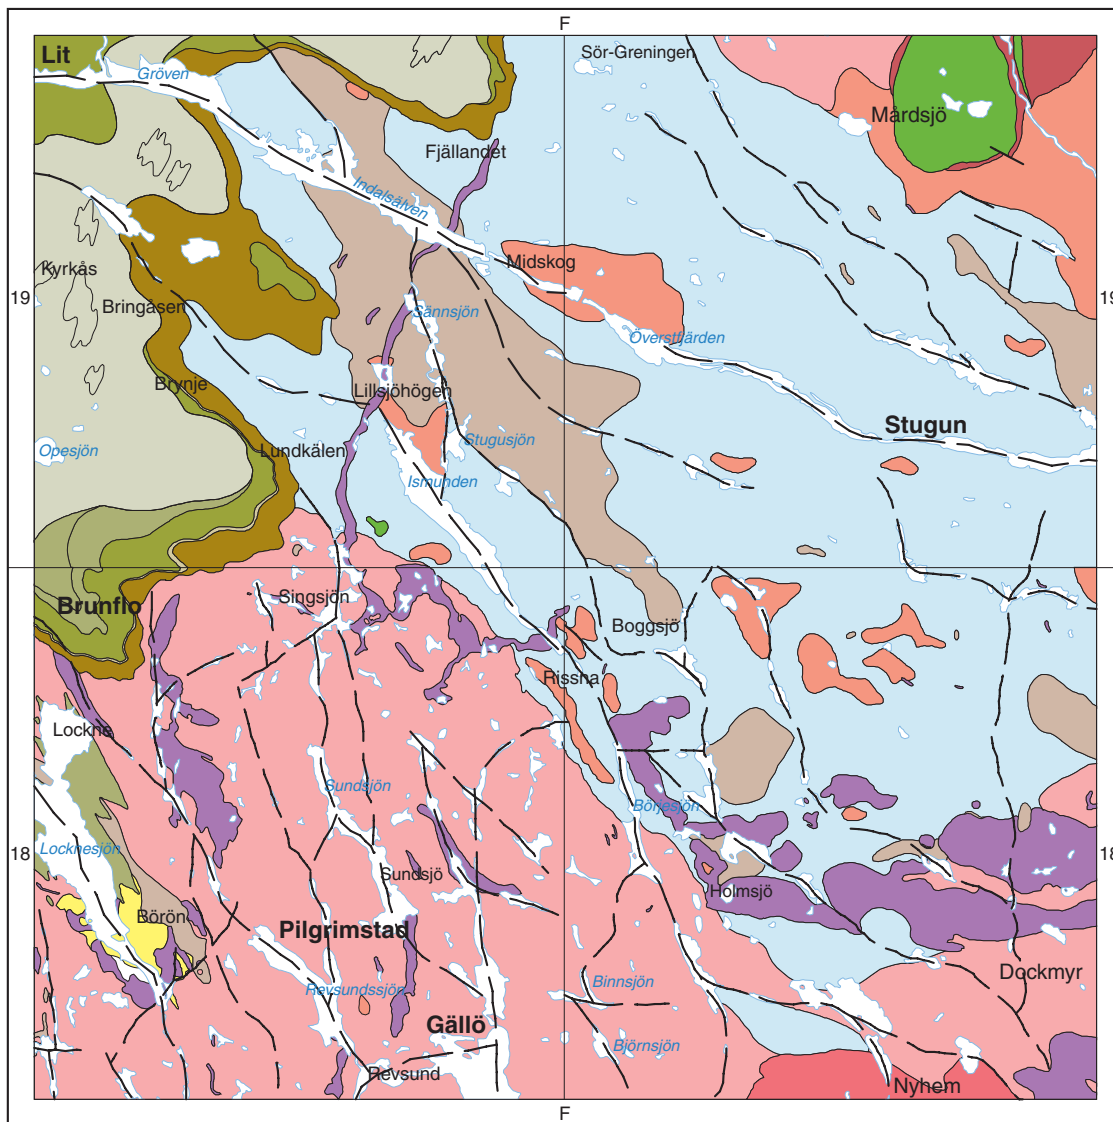 F
Lit
Gröven
Sör-Greningen
Mårdsjö
Fjällandet
Indalsälven
Kyrkås
Midskog
19
19
Bringåsen
Sännsjön
Överstfjärden
Brynje
Lillsjöhögen
Stugun
Opesjön
Lundkälen
Stugusjön
Ismunden
Brunflo
Singsjön
Boggsjö
Rissna
Lockne
Sundsjön
Börjesjön
Locknesjön
18
18
Sundsjö
Holmsjö
Börön
Pilgrimstad
Dockmyr
Revsundssjön
Binnsjön
Gällö
Björnsjön
Revsund
Nyhem
F